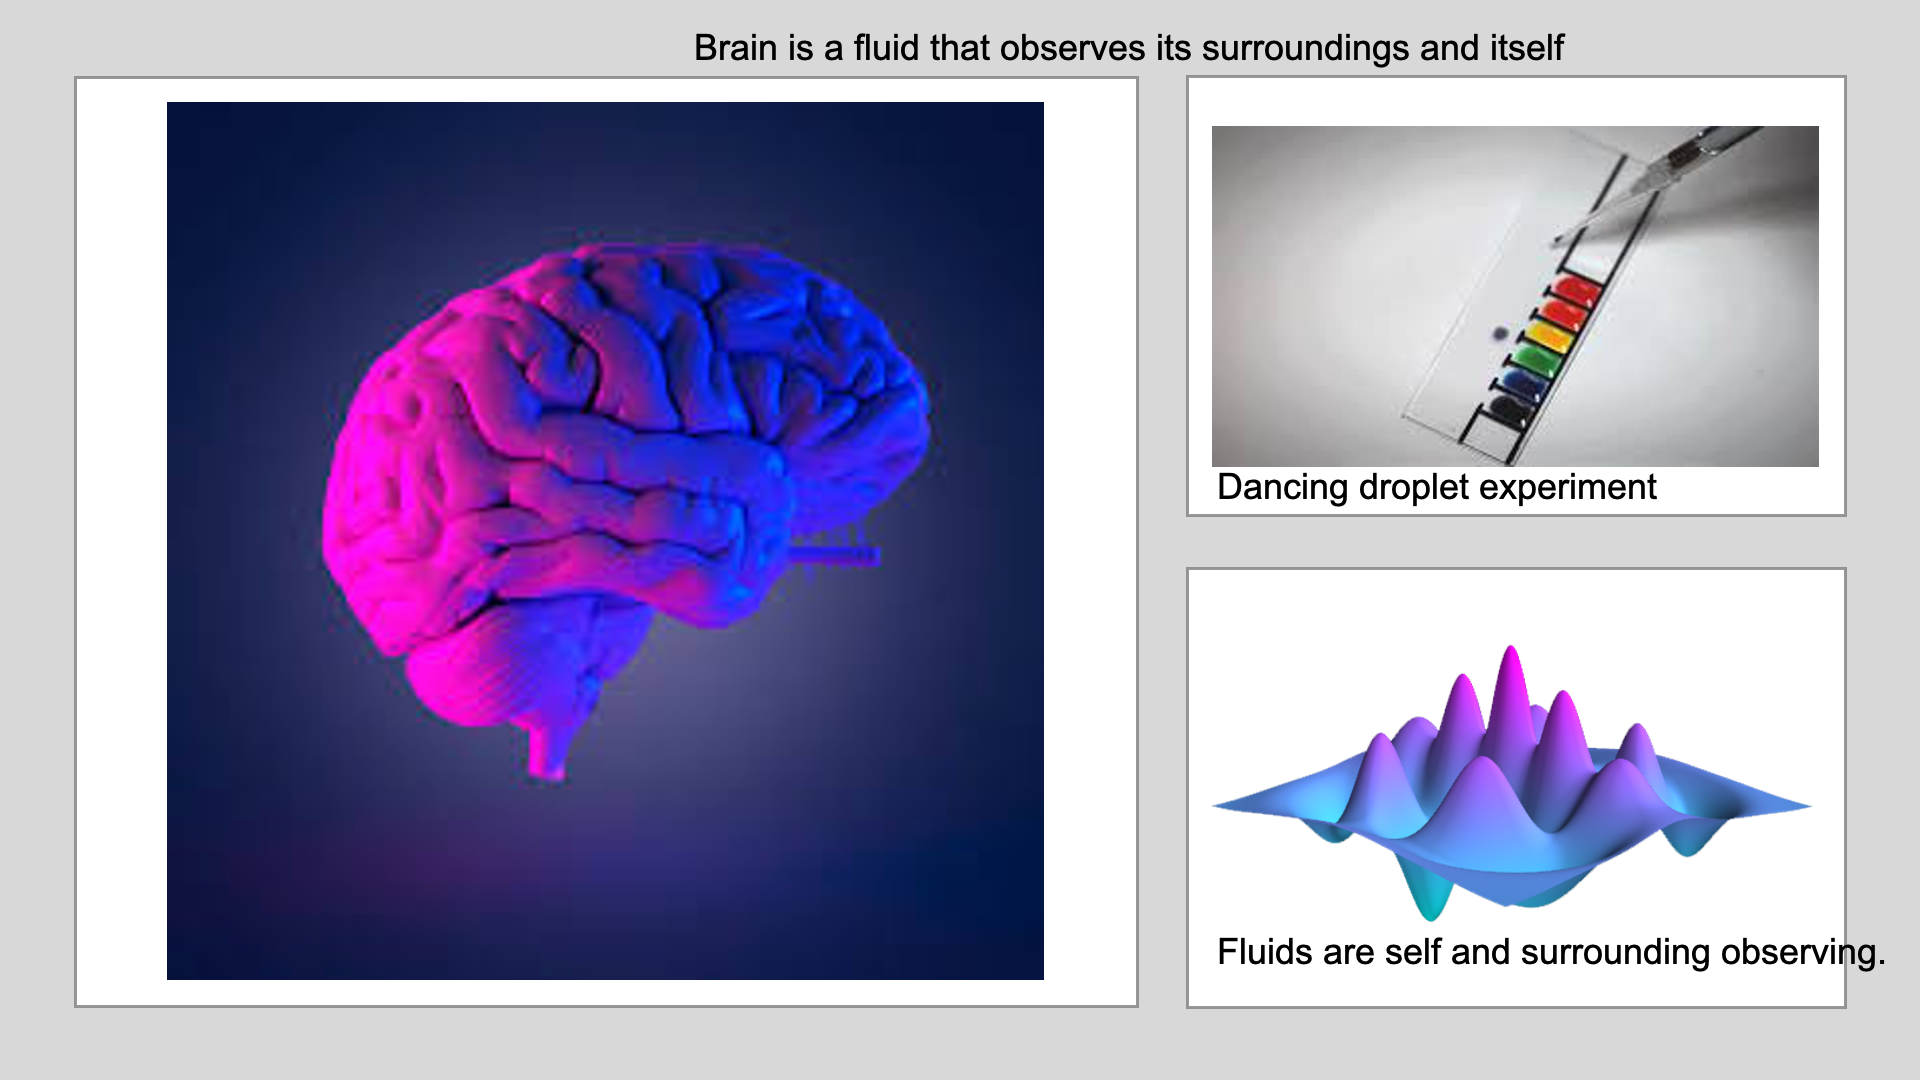 Brain is a fluid that observes its surroundings and itself
Dancing droplet experiment
Fluids are self and surrounding observing.